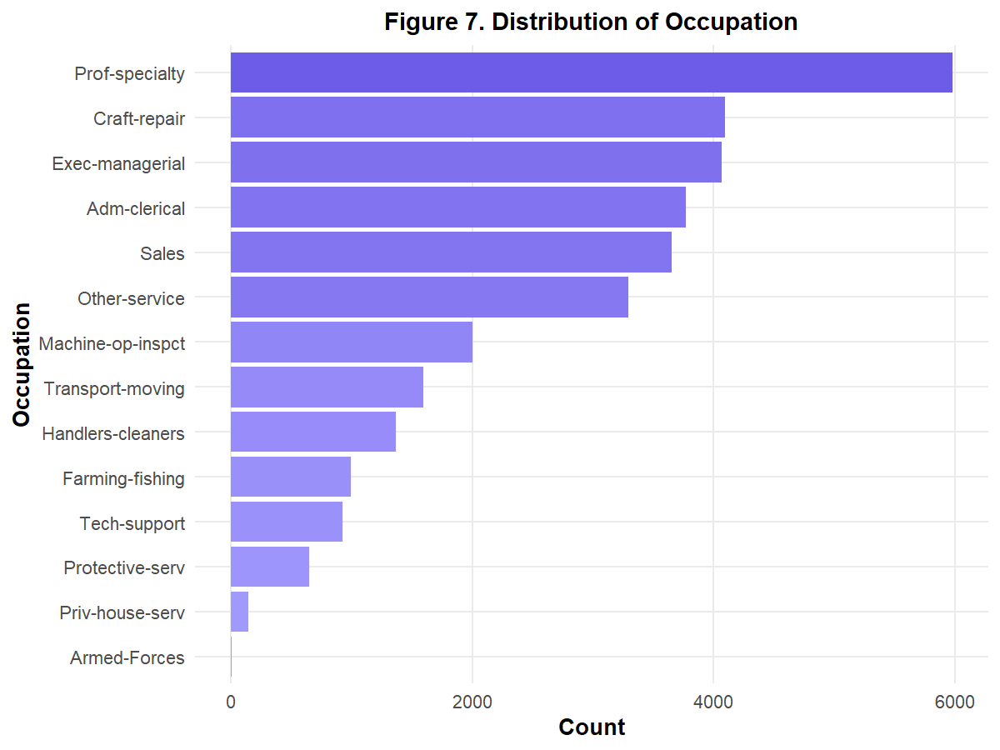 Figure 7. Distribution of Occupation
Prof-specialty
Craft-repair
Exec-managerial
Adm-clerical
Sales
Other-service
Machine-op-inspct
Transport-moving
Handlers-cleaners
Farming-fishing
Tech-support
Protective-serv
Priv-house-serv
Armed-Forces
Occupation
0 2000 4000 6000
Count